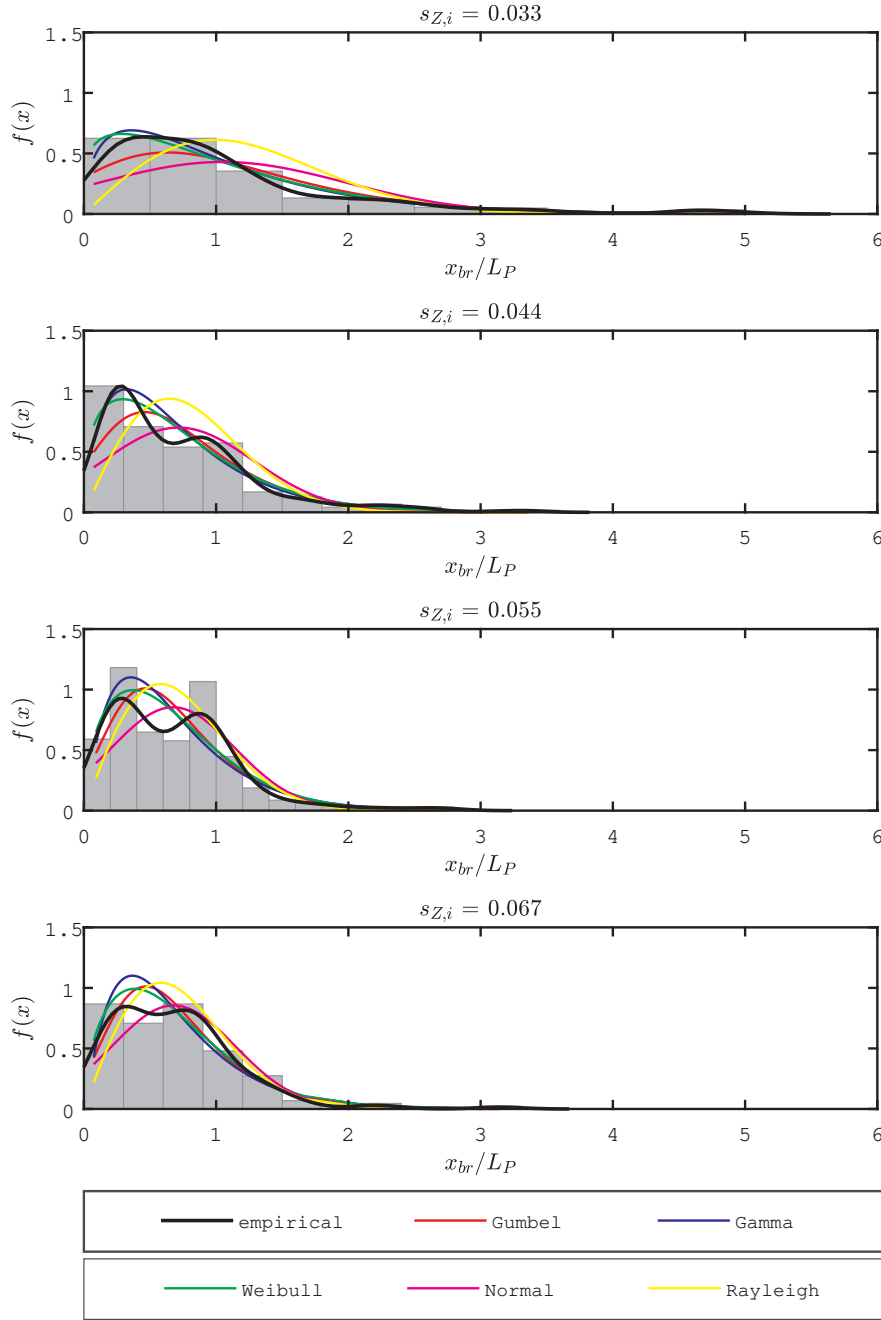 s_{Z,i} = 0.033
1.5
1
0.5
0
f(x)
0 1 2 3 4 5 6
x_{br}/L_P
s_{Z,i} = 0.044
1.5
1
0.5
0
f(x)
0 1 2 3 4 5 6
x_{br}/L_P
s_{Z,i} = 0.055
1.5
1
0.5
0
f(x)
0 1 2 3 4 5 6
x_{br}/L_P
s_{Z,i} = 0.067
1.5
1
0.5
0
f(x)
0 1 2 3 4 5 6
x_{br}/L_P
empirical Gumbel Gamma
Weibull Normal Rayleigh